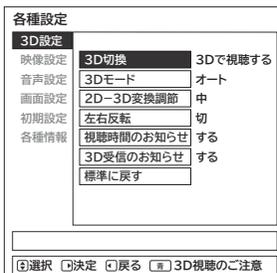 各種設定
3D設定
映像設定
音声設定
画面設定
初期設定
各種情報
3D切換 3Dで視聴する
3Dモード オート
2D−3D変換調節 中
左右反転 切
視聴時間のお知らせ する
3D受信のお知らせ する
標準に戻す
選択 決定 戻る 青 3D視聴のご注意